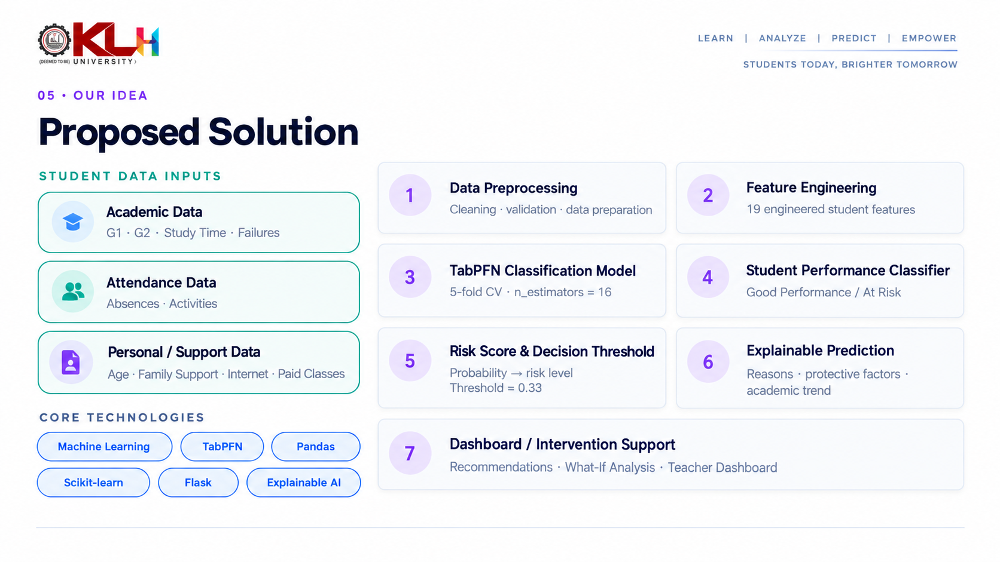 KLH
(DEEMED TO BE) UNIVERSITY)
LEARN | ANALYZE | PREDICT | EMPOWER
STUDENTS TODAY, BRIGHTER TOMORROW
05 • OUR IDEA
Proposed Solution
STUDENT DATA INPUTS
Academic Data
G1 · G2 · Study Time · Failures
Attendance Data
Absences · Activities
Personal / Support Data
Age · Family Support · Internet · Paid Classes
CORE TECHNOLOGIES
Machine Learning
TabPFN
Pandas
Scikit-learn
Flask
Explainable AI
1
Data Preprocessing
Cleaning · validation · data preparation
2
Feature Engineering
19 engineered student features
3
TabPFN Classification Model
5-fold CV · n_estimators = 16
4
Student Performance Classifier
Good Performance / At Risk
5
Risk Score & Decision Threshold
Probability → risk level
Threshold = 0.33
6
Explainable Prediction
Reasons · protective factors ·
academic trend
7
Dashboard / Intervention Support
Recommendations · What-If Analysis · Teacher Dashboard